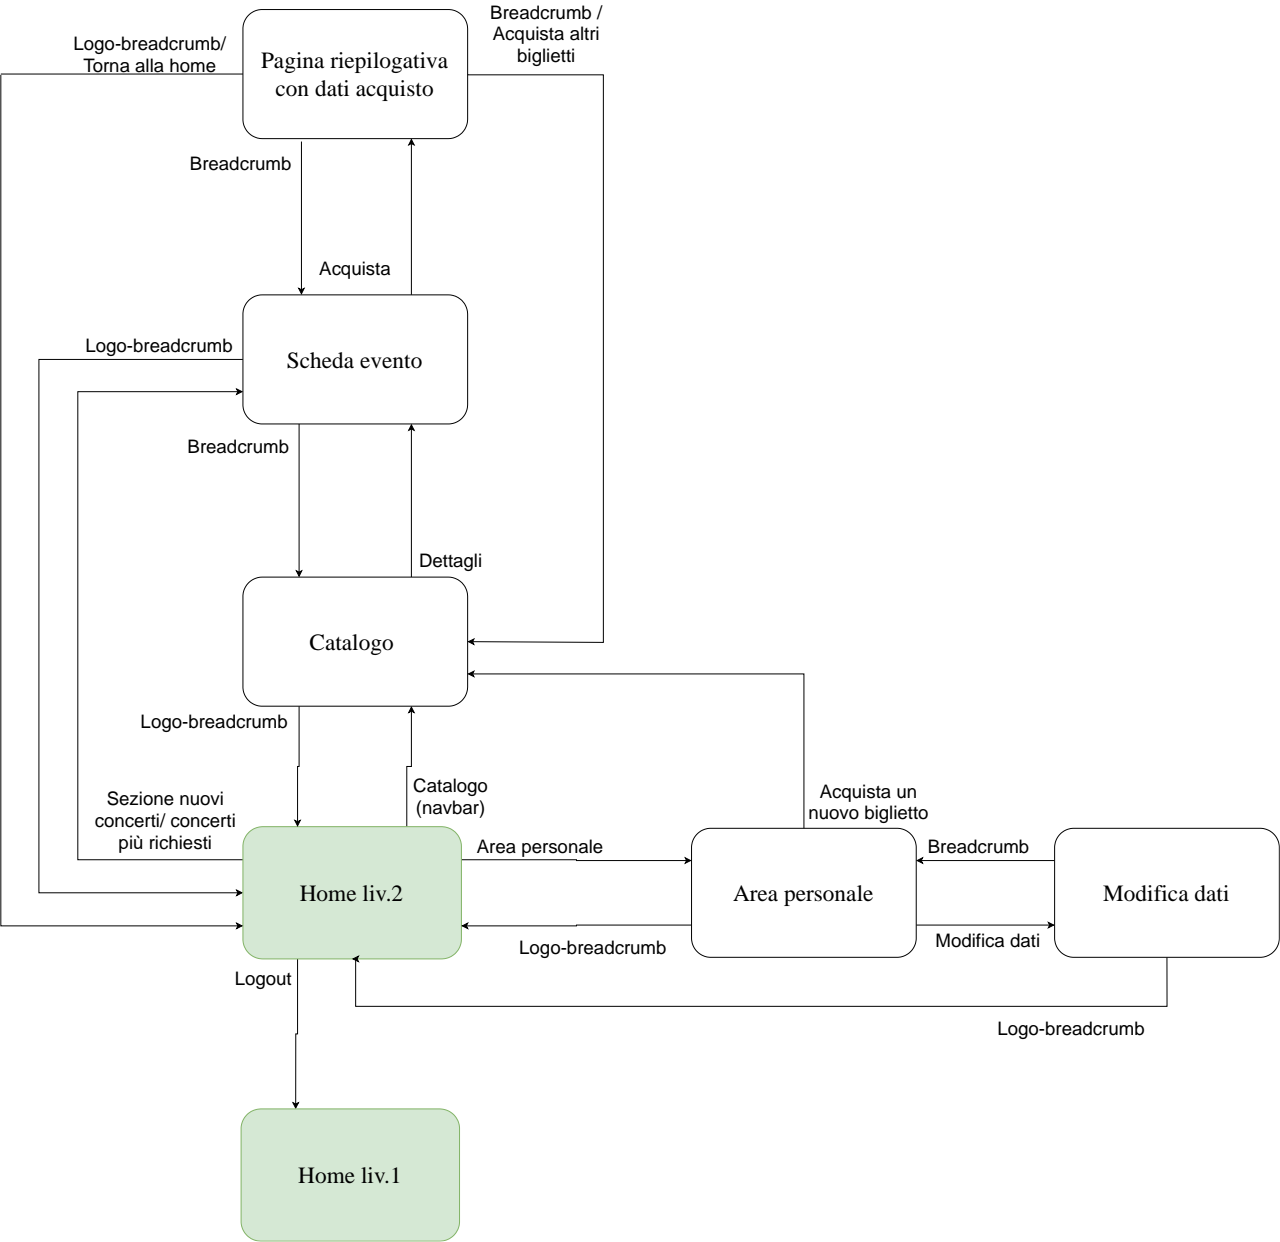 Breadcrumb /
Acquista altri
biglietti
Logo-breadcrumb/
Torna alla home
Pagina riepilogativa
con dati acquisto
Breadcrumb
Acquista
Logo-breadcrumb
Scheda evento
Breadcrumb
Dettagli
Catalogo
Logo-breadcrumb
Catalogo
(navbar)
Sezione nuovi
concerti/ concerti
più richiesti
Acquista un
nuovo biglietto
Area personale
Breadcrumb
Home liv.2
Area personale
Modifica dati
Logo-breadcrumb
Modifica dati
Logout
Logo-breadcrumb
Home liv.1